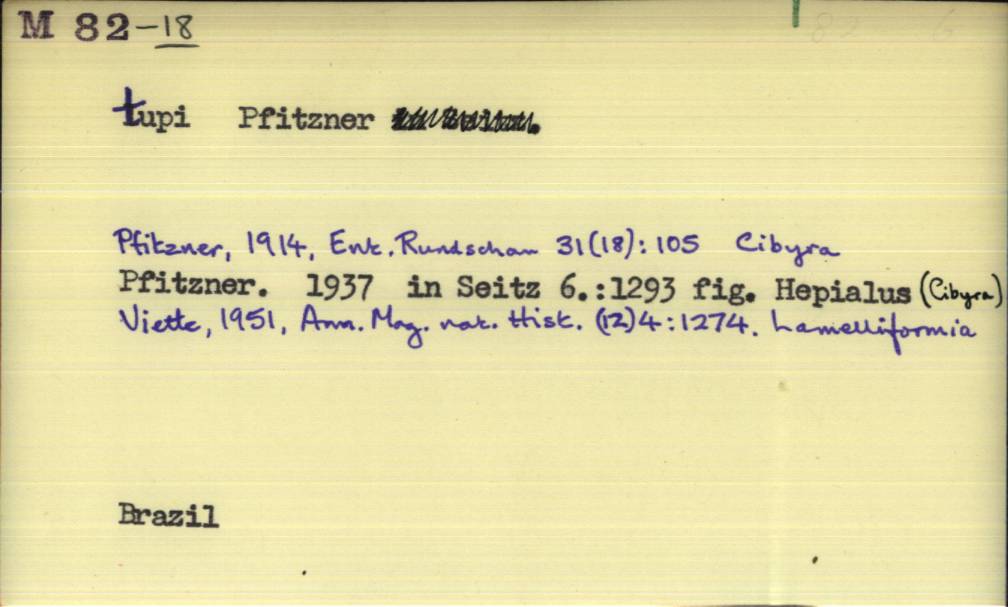 M 82-18
tupi Pfitzner
Pfitzner, 1914, Ent. Rundschau 31(18):105 Cibyra
Pfitzner. 1937 in Seitz 6.:1293 fig. Hepialus (Cibyra)
Viette, 1951, Ann. Mag. nat. Hist. (12)4:1274. Lamelliformia
Brazil